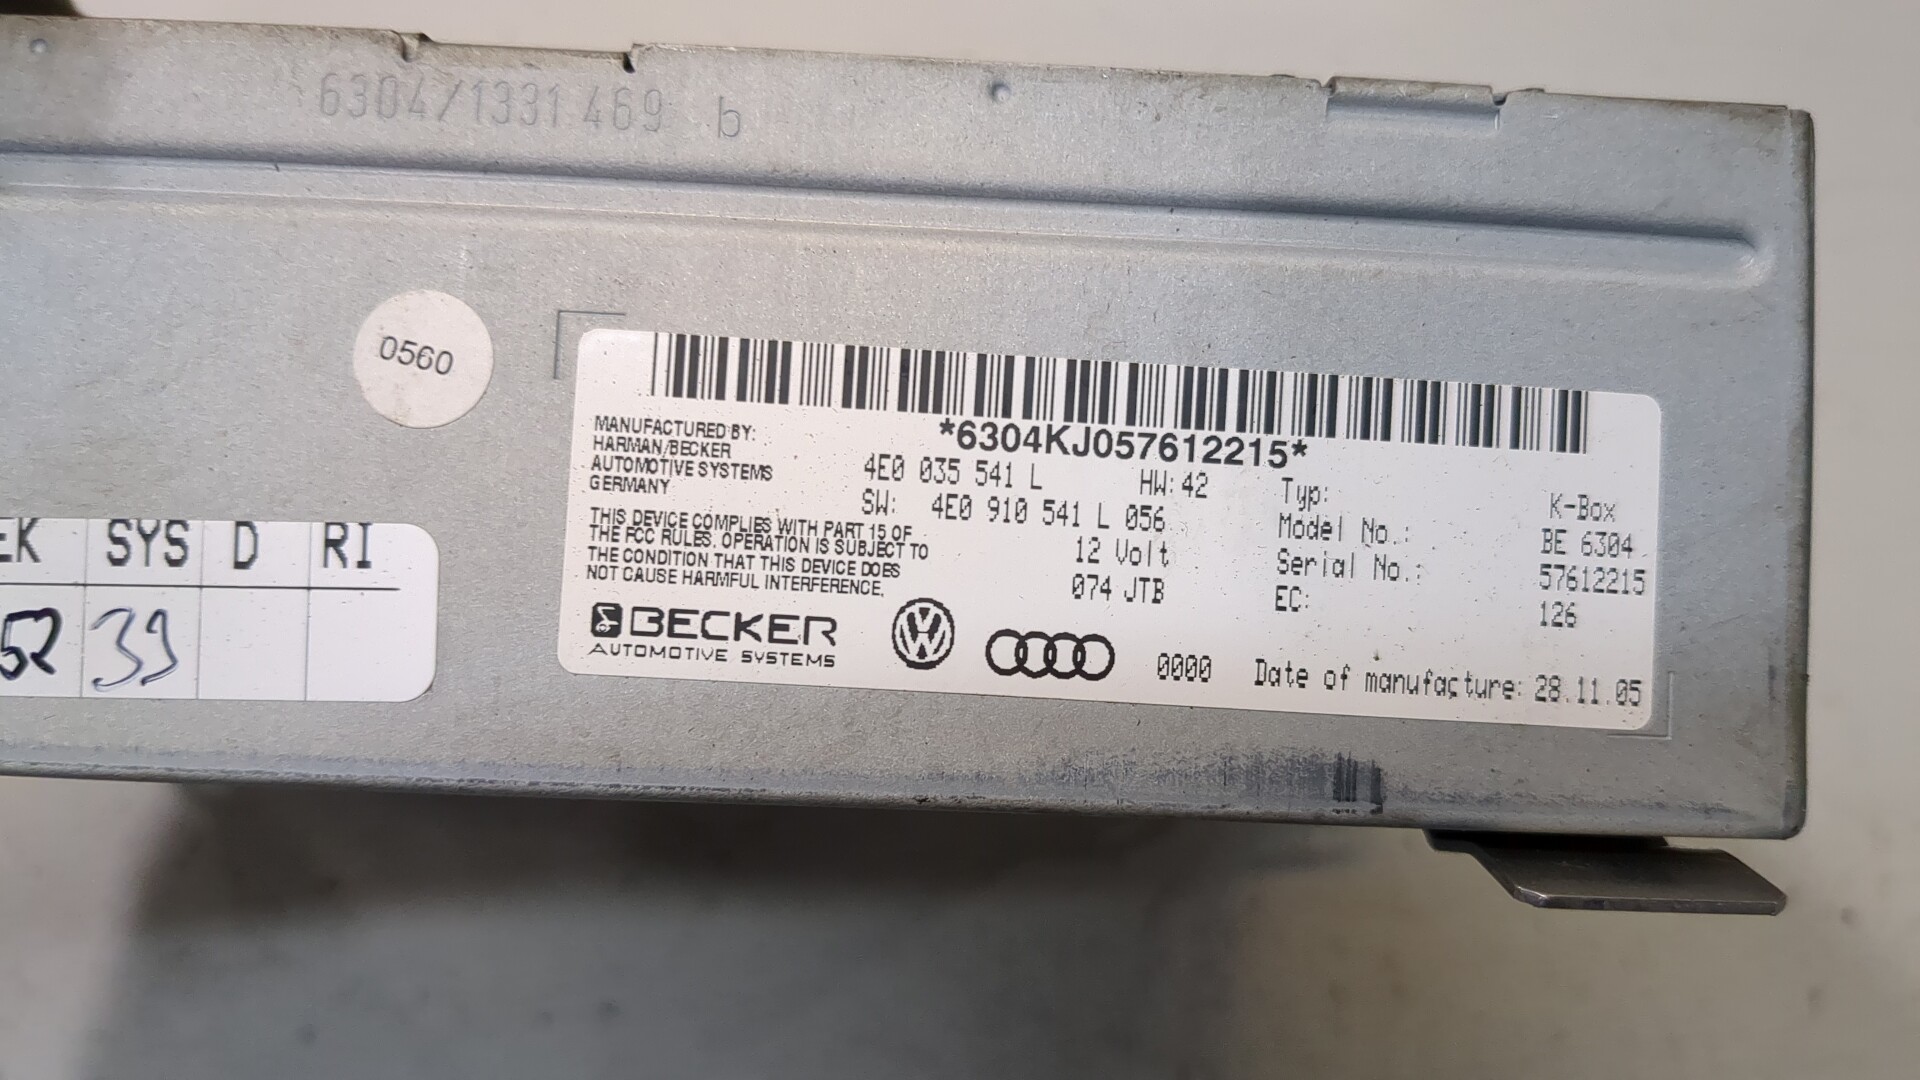 6304/1331 469 b
0560
*6304KJ057612215*
MANUFACTURED BY:
HARMAN/BECKER
AUTOMOTIVE SYSTEMS
GERMANY
THIS DEVICE COMPLIES WITH PART 15 OF
THE FCC RULES. OPERATION IS SUBJECT TO
THE CONDITION THAT THIS DEVICE DOES
NOT CAUSE HARMFUL INTERFERENCE.
4E0 035 541 L HW: 42
SW: 4E0 910 541 L 056
12 Volt
074 JTB
Typ: K-Box
Model No.: BE 6304
Serial No.: 57612215
EC: 126
BECKER
AUTOMOTIVE SYSTEMS
0000 Date of manufacture: 28.11.05
EK SYS D RI
52 39